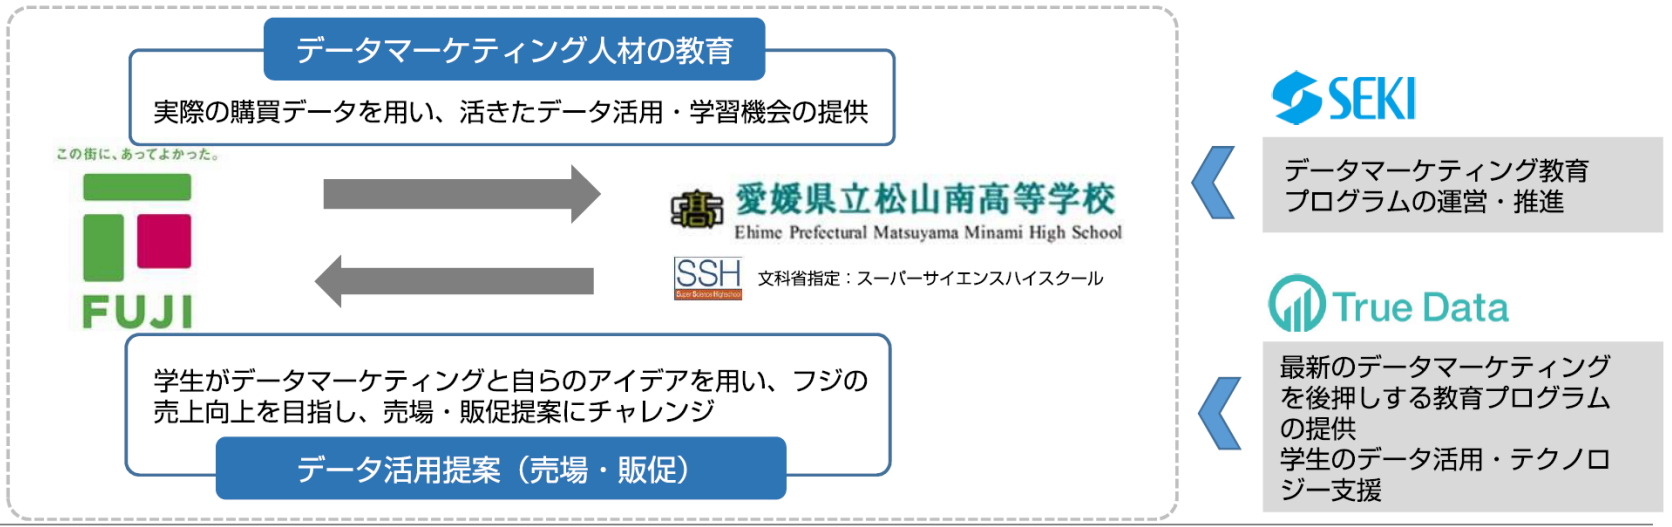 データマーケティング人材の教育
実際の購買データを用い、活きたデータ活用・学習機会の提供
この街に、あってよかった。
FUJI
愛媛県立松山南高等学校
Ehime Prefectural Matsuyama Minami High School
SSH
Super Science Highschool
文科省指定：スーパーサイエンスハイスクール
学生がデータマーケティングと自らのアイデアを用い、フジの
売上向上を目指し、売場・販促提案にチャレンジ
データ活用提案（売場・販促）
SEKI
データマーケティング教育
プログラムの運営・推進
True Data
最新のデータマーケティング
を後押しする教育プログラム
の提供
学生のデータ活用・テクノロ
ジー支援